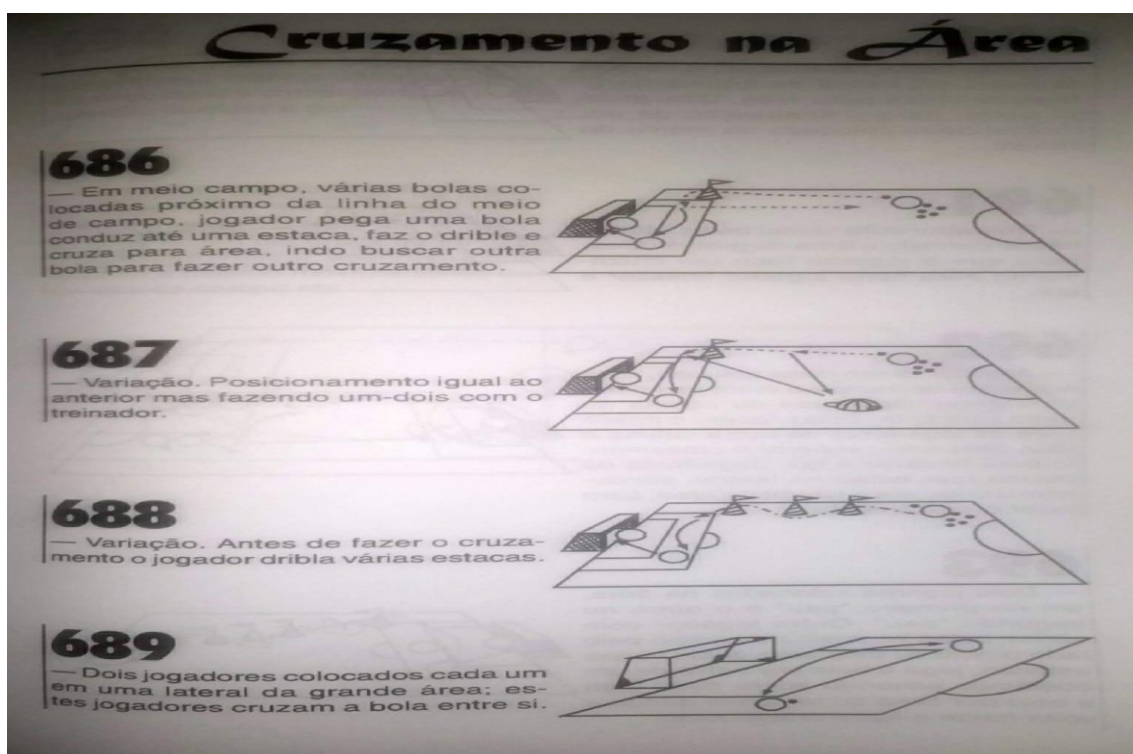 Cruzamento na Área
686
— Em meio campo, várias bolas co-
locadas próximo da linha do meio
de campo, jogador pega uma bola
conduz até uma estaca, faz o drible e
cruza para área, indo buscar outra
bola para fazer outro cruzamento.
687
— Variação. Posicionamento igual ao
anterior mas fazendo um-dois com o
treinador.
688
— Variação. Antes de fazer o cruza-
mento o jogador dribla várias estacas.
689
— Dois jogadores colocados cada um
em uma lateral da grande área; es-
tes jogadores cruzam a bola entre si.